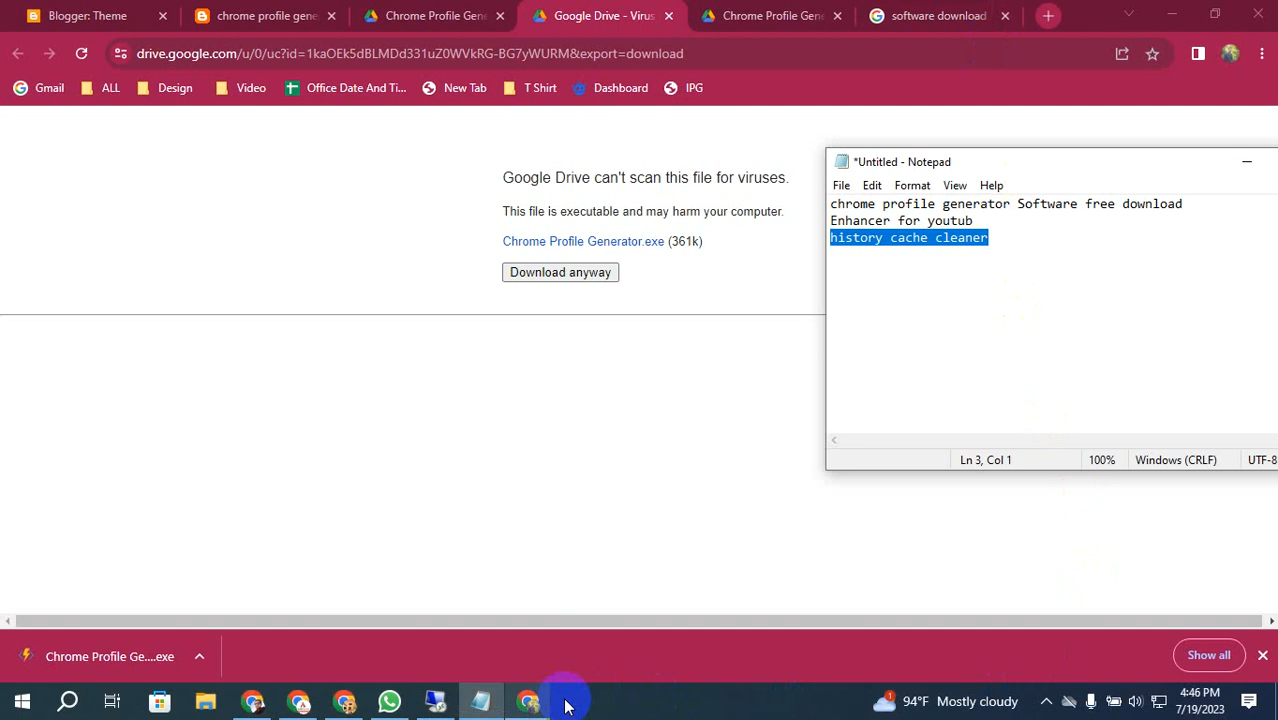 Blogger: Theme
chrome profile gene
Chrome Profile Gene
Google Drive - Virus
Chrome Profile Gene
software download
drive.google.com/u/0/uc?id=1kaOEk5dBLMDd331uZ0WVkRG-BG7yWURM&export=download
Gmail
ALL
Design
Video
Office Date And Ti...
New Tab
T Shirt
Dashboard
IPG
Google Drive can't scan this file for viruses.
This file is executable and may harm your computer.
Chrome Profile Generator.exe (361k)
Download anyway
*Untitled - Notepad
File Edit Format View Help
chrome profile generator Software free download
Enhancer for youtub
history cache cleaner
Ln 3, Col 1
100%
Windows (CRLF)
UTF-8
Chrome Profile Ge....exe
Show all
1
94°F Mostly cloudy
4:46 PM
7/19/2023